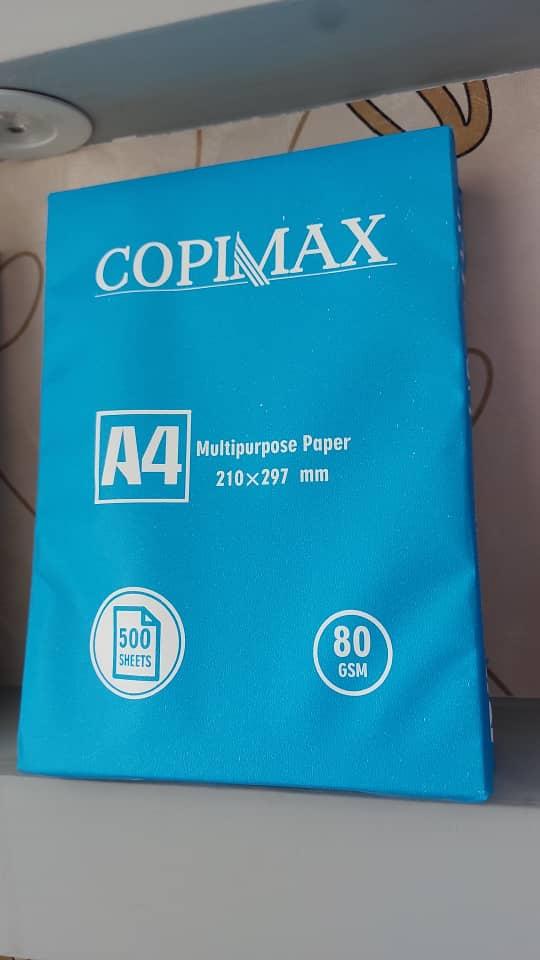 COPIMAX
A4
Multipurpose Paper
210×297 mm
500
SHEETS
80
GSM